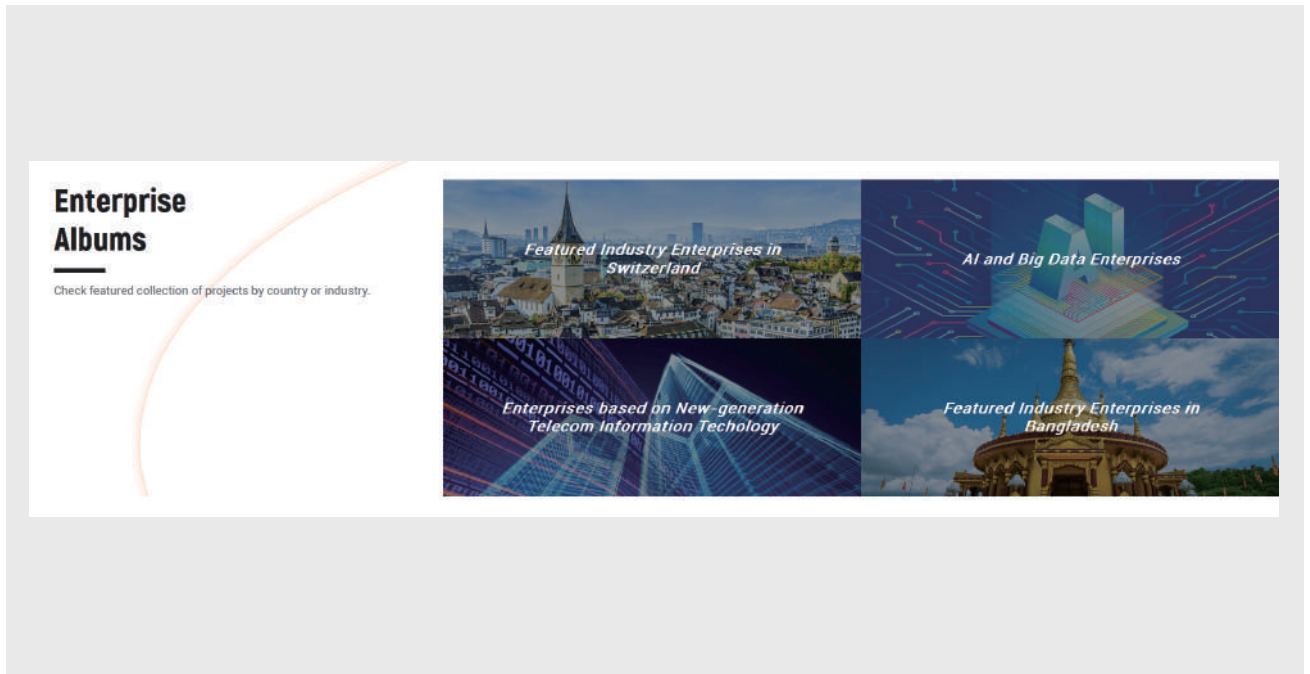 Enterprise
Albums
Check featured collection of projects by country or industry.
Featured Industry Enterprises in
Switzerland
AI and Big Data Enterprises
Enterprises based on New-generation
Telecom Information Techology
Featured Industry Enterprises in
Bangladesh